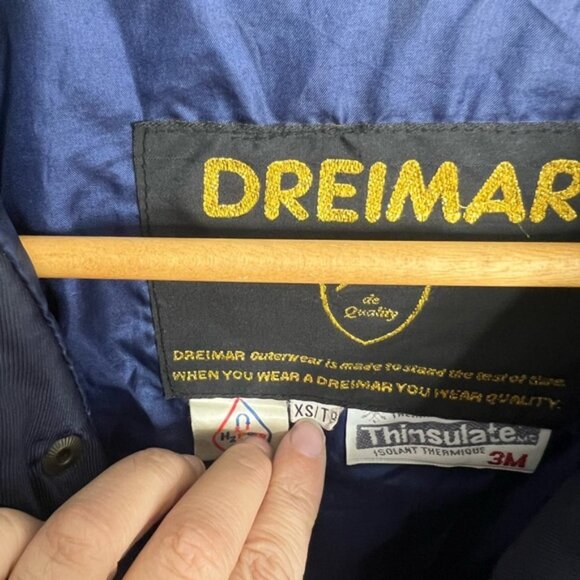 DREIMAR
de
Quality
DREIMAR outerwear is made to stand the test of time.
WHEN YOU WEAR A DREIMAR YOU WEAR QUALITY.
XS/TP
Thinsulate
ISOLANT THERMIQUE
3M